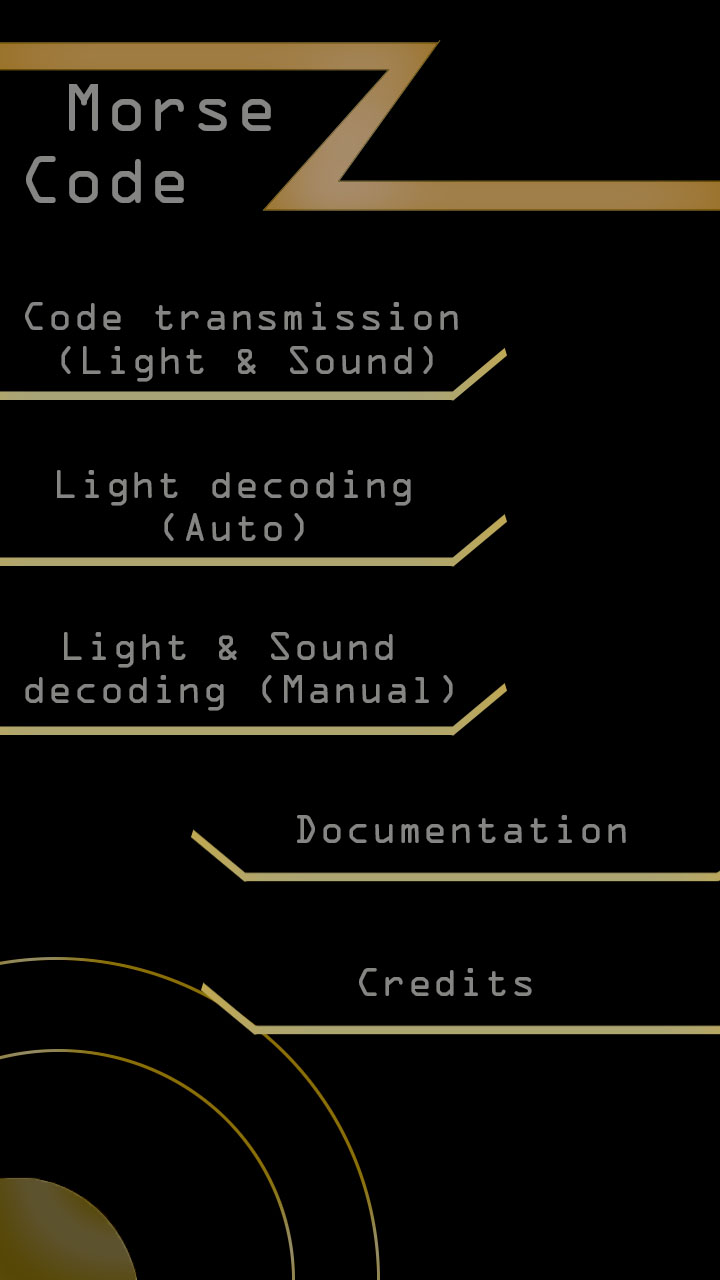 Morse
Code
Code transmission
(Light & Sound)
Light decoding
(Auto)
Light & Sound
decoding (Manual)
Documentation
Credits